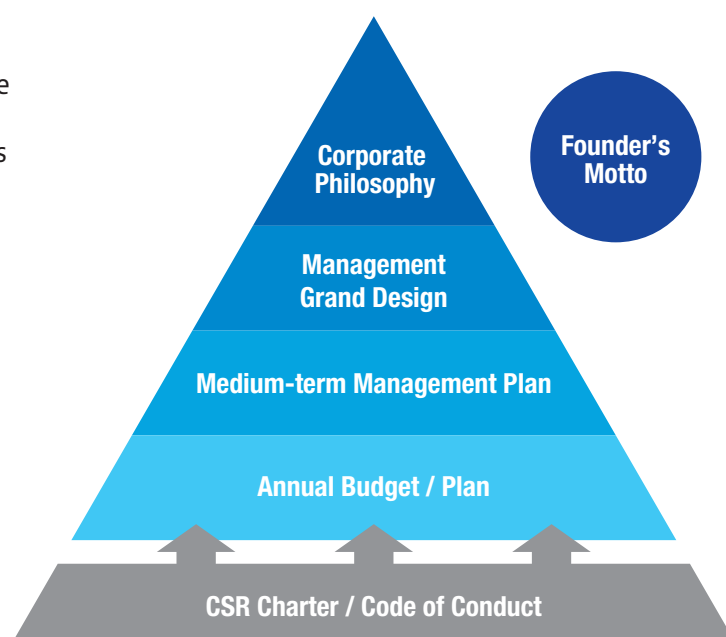 Corporate
Philosophy
Founder’s
Motto
Management
Grand Design
Medium-term Management Plan
Annual Budget / Plan
CSR Charter / Code of Conduct